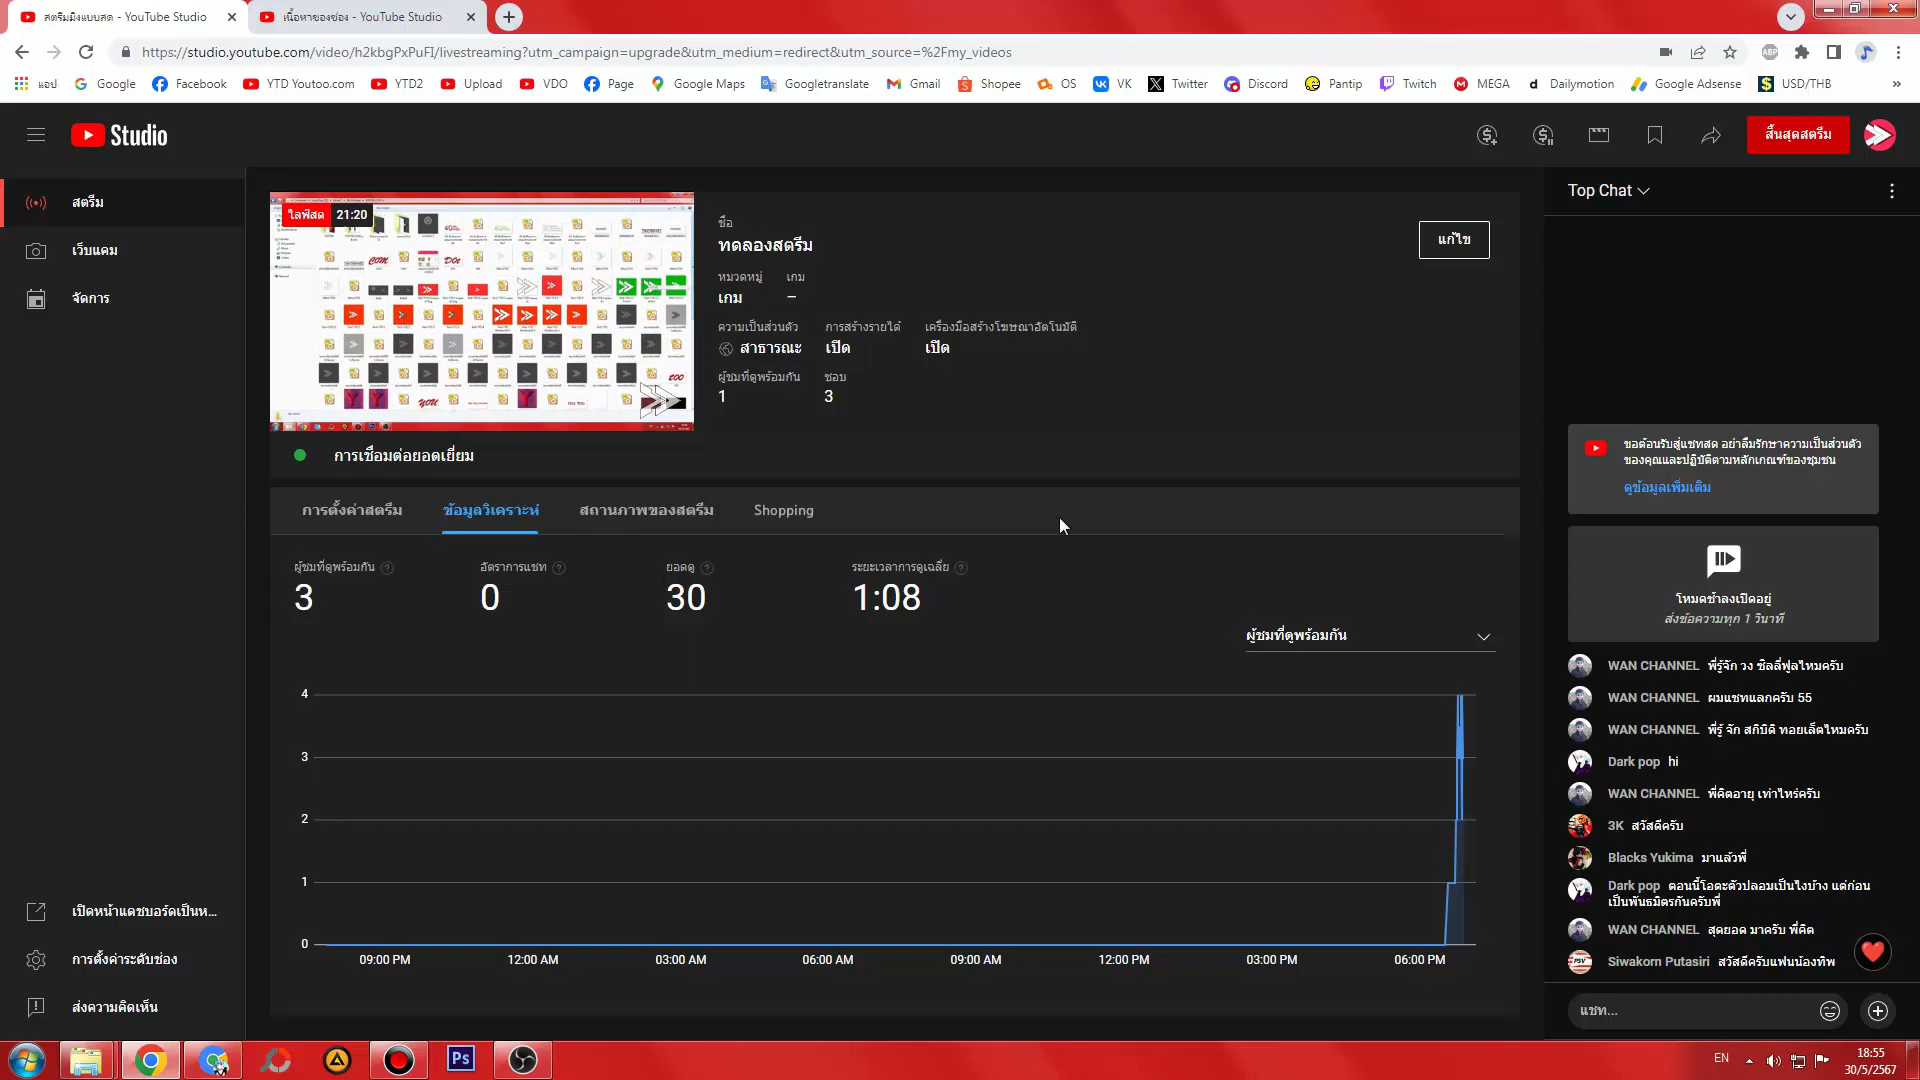 สตรีมมิงแบบสด - YouTube Studio
เนื้อหาของช่อง - YouTube Studio
https://studio.youtube.com/video/h2kbgPxPuFI/livestreaming?utm_campaign=upgrade&utm_medium=redirect&utm_source=%2Fmy_videos
แอป Google Facebook YTD Youtoo.com YTD2 Upload VDO Page Google Maps Googletranslate Gmail Shopee OS VK Twitter Discord Pantip Twitch MEGA Dailymotion Google Adsense USD/THB »
Studio
สิ้นสุดสตรีม
สตรีม
เว็บแคม
จัดการ
เปิดหน้าแดชบอร์ดเป็นห...
การตั้งค่าระดับช่อง
ส่งความคิดเห็น
ไลฟ์สด 21:20
ชื่อ
ทดลองสตรีม
แก้ไข
หมวดหมู่ เกม
เกม –
ความเป็นส่วนตัว การสร้างรายได้ เครื่องมือสร้างโฆษณาอัตโนมัติ
สาธารณะ เปิด เปิด
ผู้ชมที่ดูพร้อมกัน ชอบ
1 3
การเชื่อมต่อยอดเยี่ยม
การตั้งค่าสตรีม ข้อมูลวิเคราะห์ สถานภาพของสตรีม Shopping
ผู้ชมที่ดูพร้อมกัน อัตราการแชท ยอดดู ระยะเวลาการดูเฉลี่ย
3 0 30 1:08
ผู้ชมที่ดูพร้อมกัน
4
3
2
1
0
09:00 PM 12:00 AM 03:00 AM 06:00 AM 09:00 AM 12:00 PM 03:00 PM 06:00 PM
Top Chat
ขอต้อนรับสู่แชทสด อย่าลืมรักษาความเป็นส่วนตัว
ของคุณและปฏิบัติตามหลักเกณฑ์ของชุมชน
ดูข้อมูลเพิ่มเติม
โหมดช้าลงเปิดอยู่
ส่งข้อความทุก 1 วินาที
WAN CHANNEL พี่รู้จัก วง ซิลลี่ฟูลไหมครับ
WAN CHANNEL ผมแชทแลกครับ 55
WAN CHANNEL พี่รู้ จัก สกิบิดิ ทอยเล็ตไหมครับ
Dark pop hi
WAN CHANNEL พี่คิตอายุ เท่าไหร่ครับ
3K สวัสดีครับ
Blacks Yukima มาแล้วพี่
Dark pop ตอนนี้โอตะตัวปลอมเป็นไงบ้าง แต่ก่อน
เป็นพันธมิตรกันครับพี่
WAN CHANNEL สุดยอด มาครับ พี่คิต
Siwakorn Putasiri สวัสดีครับแฟนน้องทิพ
แชท...
Ps
EN
18:55
30/5/2567